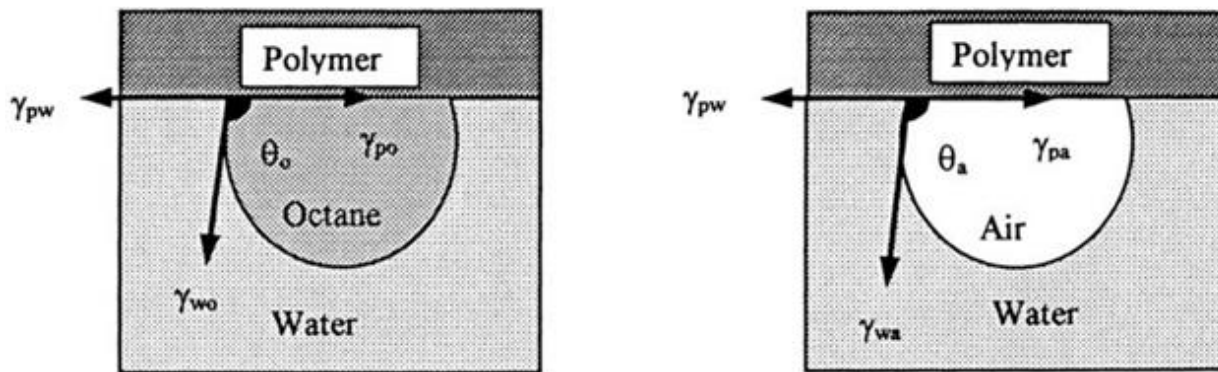 Polymer
γpw
θo
γpo
Octane
γwo
Water
Polymer
γpw
θa
γpa
Air
γwa
Water